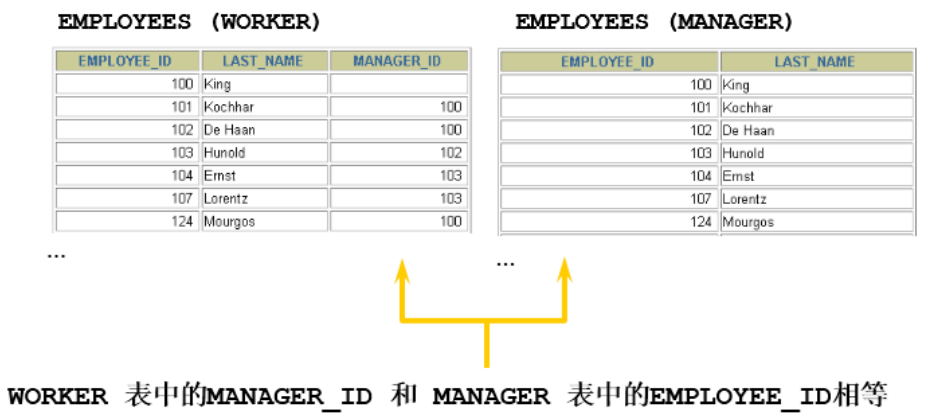 EMPLOYEES (WORKER)
EMPLOYEES (MANAGER)
EMPLOYEE_ID LAST_NAME MANAGER_ID
100 King
101 Kochhar 100
102 De Haan 100
103 Hunold 102
104 Ernst 103
107 Lorentz 103
124 Mourgos 100
...
EMPLOYEE_ID LAST_NAME
100 King
101 Kochhar
102 De Haan
103 Hunold
104 Ernst
107 Lorentz
124 Mourgos
...
WORKER 表中的MANAGER_ID 和 MANAGER 表中的EMPLOYEE_ID相等